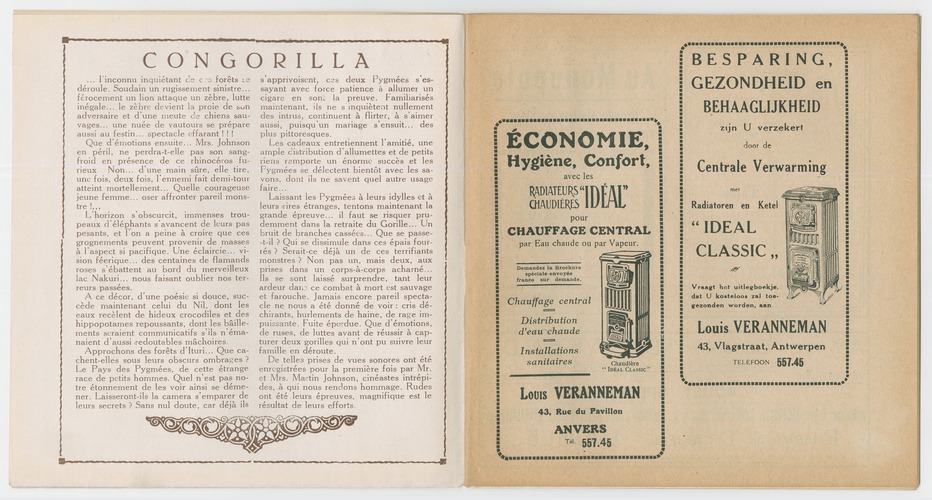 CONGORILLA
... l'inconnu inquiétant de ces forêts se
déroule. Soudain un rugissement sinistre...
férocement un lion attaque un zèbre, lutte
inégale... le zèbre devient la proie de son
adversaire et d'une meute de chiens sau-
vages... une nuée de vautours se prépare
aussi au festin... spectacle effarant ! ! !
Que d'émotions ensuite... Mrs. Johnson
en péril, ne perdra-t-elle pas son sang-
froid en présence de ce rhinocéros fu-
rieux Non... d'une main sûre, elle tire,
une fois, deux fois, l'ennemi fait demi-tour
atteint mortellement... Quelle courageuse
jeune femme... oser affronter pareil mons-
tre !...
L'horizon s'obscurcit, immenses trou-
peaux d'éléphants s'avancent de leurs pas
pesants, et l'on a peine à croire que ces
grognements peuvent provenir de masses
à l'aspect si pacifique. Une éclaircie... vi-
sion féerique... des centaines de flamands
roses s'ébattent au bord du merveilleux
lac Nakuri... nous faisant oublier nos ter-
reurs passées.
A ce décor, d'une poésie si douce, suc-
cède maintenant celui du Nil, dont les
eaux recèlent de hideux crocodiles et des
hippopotames repoussants, dont les bâille-
ments seraient communicatifs s'ils n'éma-
naient d'aussi redoutables mâchoires.
Approchons des forêts d'Ituri... Que ca-
chent-elles sous leurs obscurs ombrages ?
Le Pays des Pygmées, de cette étrange
race de petits hommes. Quel n'est pas no-
tre étonnement de les voir ainsi se déme-
ner. Laisseront-ils la camera s'emparer de
leurs secrets ? Sans nul doute, car déjà ils
s'apprivoisent, ces deux Pygmées s'es-
sayant avec force patience à allumer un
cigare en sont la preuve. Familiarisés
maintenant, ils ne s'inquiètent nullement
des intrus, continuent à flirter, à s'aimer
aussi, puisqu'un mariage s'ensuit... des
plus pittoresques.
Les cadeaux entretiennent l'amitié, une
ample distribution d'allumettes et de petits
riens remporte un énorme succès et les
Pygmées se délectent bientôt avec les sa-
vons, dont ils ne savent quel autre usage
faire...
Laissant les Pygmées à leurs idylles et à
leurs rires étranges, tentons maintenant la
grande épreuve... il faut se risquer pru-
demment dans la retraite du Gorille... Un
bruit de branches cassées... Que se passe-
-t-il ? Qui se dissimule dans ces épais four-
rés ? Serait-ce déjà un de ces terrifiants
monstres ? Non pas un, mais deux, aux
prises dans un corps-à-corps acharné...
Ils se sont laissé surprendre, tant leur
ardeur dans ce combat à mort est sauvage
et farouche. Jamais encore pareil specta-
cle ne nous a été donné de voir : cris dé-
chirants, hurlements de haine, de rage im-
puissante. Fuite éperdue. Que d'émotions,
de ruses, de luttes avant de réussir à cap-
turer deux gorilles qui n'ont pu suivre leur
famille en déroute.
De telles prises de vues sonores ont été
enregistrées pour la première fois par Mr.
et Mrs. Martin Johnson, cinéastes intrépi-
des, à qui nous rendons hommage. Rudes
ont été leurs épreuves, magnifique est le
résultat de leurs efforts.
ÉCONOMIE,
Hygiène, Confort,
avec les
RADIATEURS
CHAUDIÈRES "IDÉAL"
pour
CHAUFFAGE CENTRAL
par Eau chaude ou par Vapeur.
Demandez la Brochure
spéciale envoyée
franco sur demande.
Chauffage central
Distribution
d'eau chaude
Installations
sanitaires
Chaudière
"IDEAL CLASSIC"
Louis VERANNEMAN
43, Rue du Pavillon
ANVERS
Tél. 557.45
BESPARING,
GEZONDHEID en
BEHAAGLIJKHEID
zijn U verzekert
door de
Centrale Verwarming
met
Radiatoren en Ketel
" IDEAL
CLASSIC „
Vraagt het uitlegboekje,
dat U kosteloos zal toe-
gezonden worden, aan
Louis VERANNEMAN
43, Vlagstraat, Antwerpen
TELEFOON 557.45